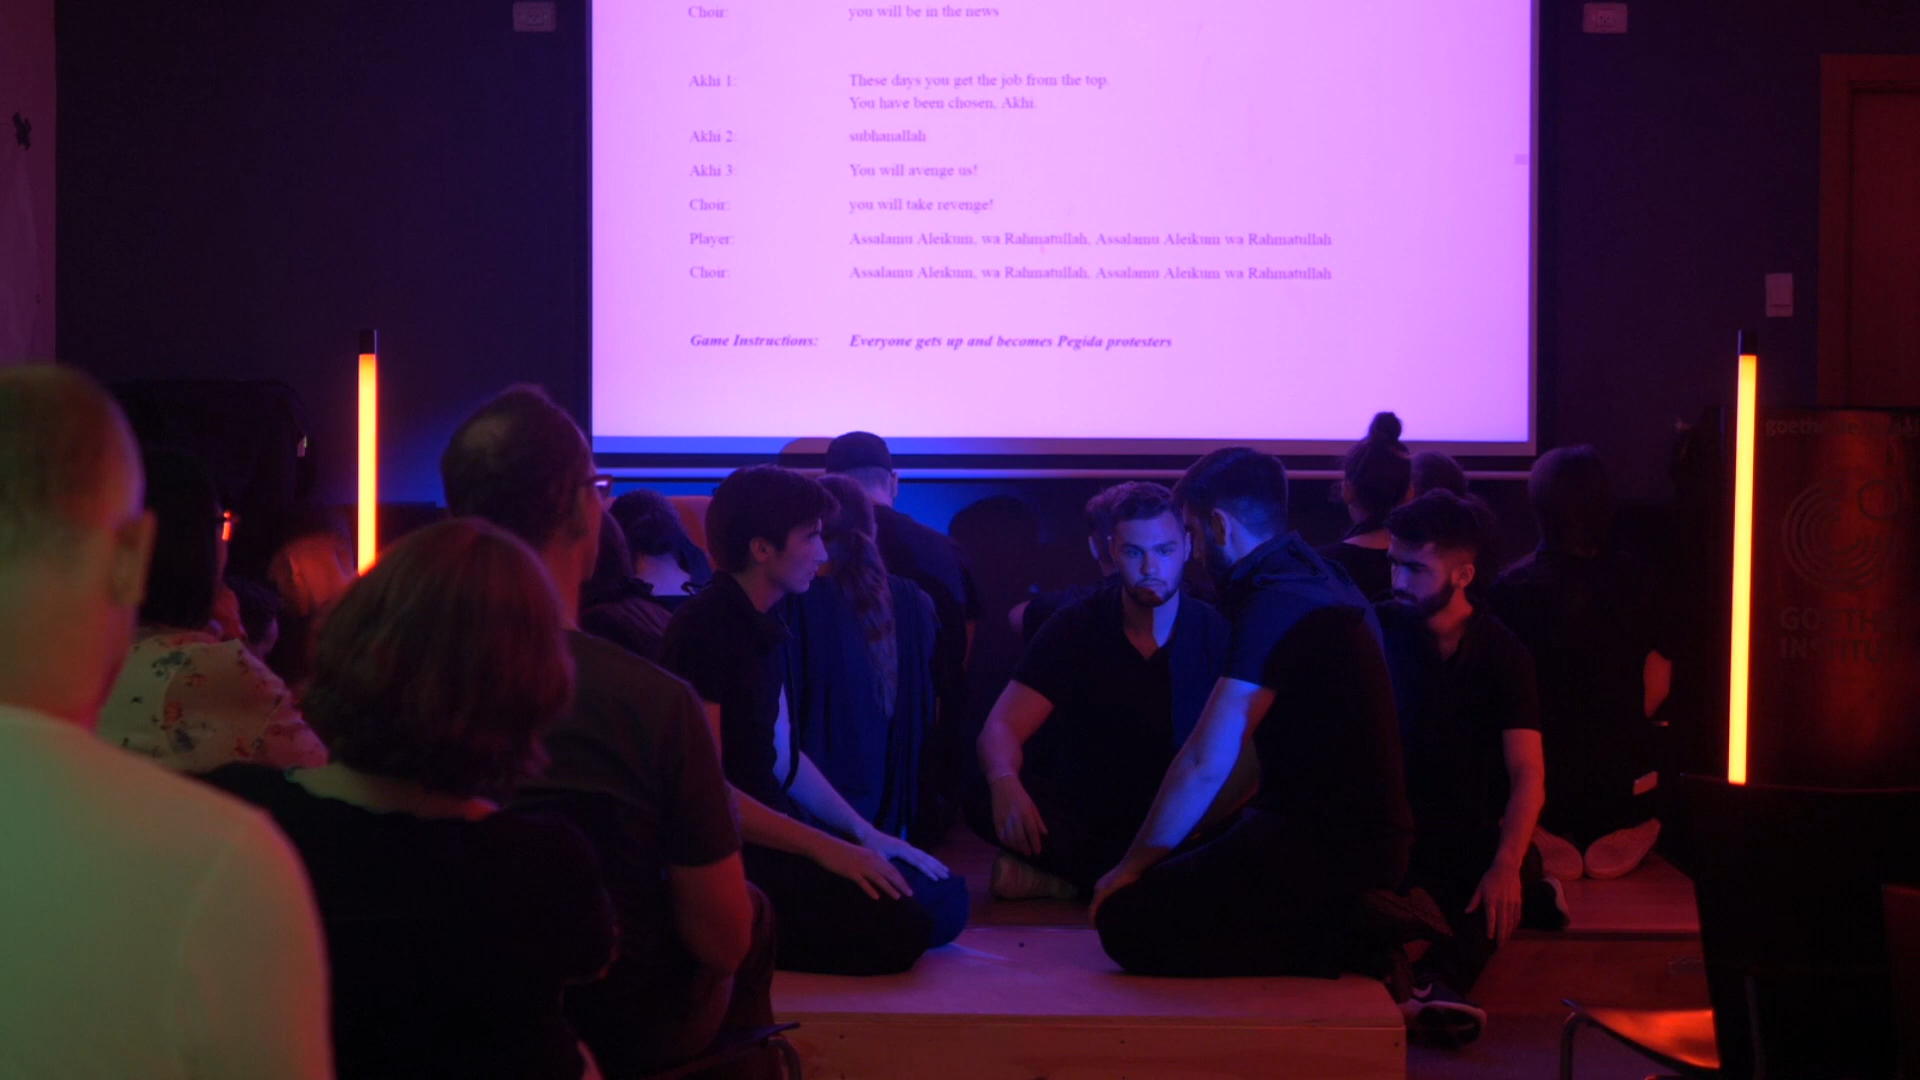 Choir: you will be in the news
Akhi 1: These days you get the job from the top.
You have been chosen, Akhi.
Akhi 2: subhanallah
Akhi 3: You will avenge us!
Choir: you will take revenge!
Player: Assalamu Aleikum, wa Rahmatullah, Assalamu Aleikum wa Rahmatullah
Choir: Assalamu Aleikum, wa Rahmatullah, Assalamu Aleikum wa Rahmatullah
Game Instructions: Everyone gets up and becomes Pegida protesters
GOETHE
INSTITU